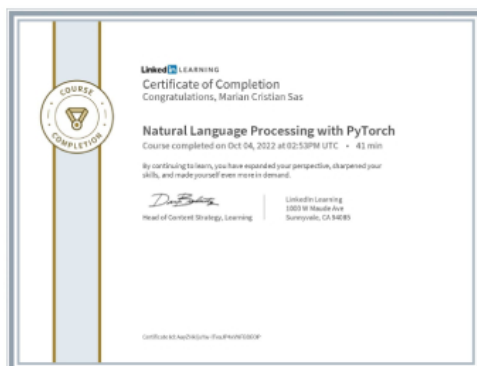 COURSE
COMPLETION
Linked in LEARNING
Certificate of Completion
Congratulations, Marian Cristian Sas
Natural Language Processing with PyTorch
Course completed on Oct 04, 2022 at 02:53PM UTC • 41 min
By continuing to learn, you have expanded your perspective, sharpened your
skills, and made yourself even more in demand.
Head of Content Strategy, Learning
LinkedIn Learning
1000 W Maude Ave
Sunnyvale, CA 94085
Certificate Id: